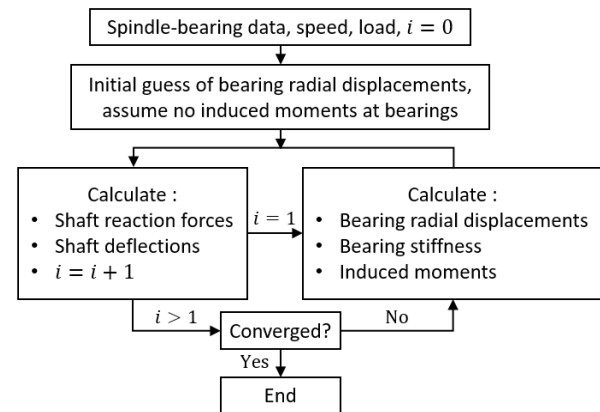 Spindle-bearing data, speed, load, i = 0
Initial guess of bearing radial displacements,
assume no induced moments at bearings
Calculate :
• Shaft reaction forces
• Shaft deflections
• i = i + 1
i = 1
Calculate :
• Bearing radial displacements
• Bearing stiffness
• Induced moments
i > 1
Converged?
No
Yes
End